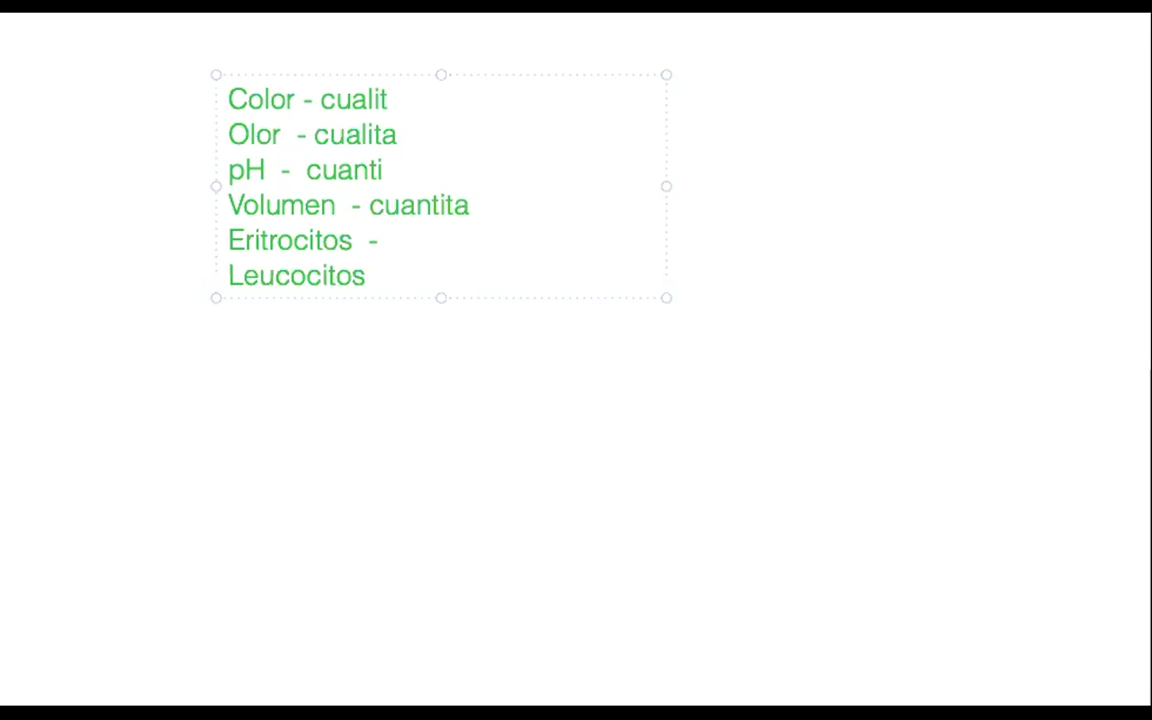 Color - cualit
Olor  - cualita
pH  -  cuanti
Volumen  - cuantita
Eritrocitos  -
Leucocitos